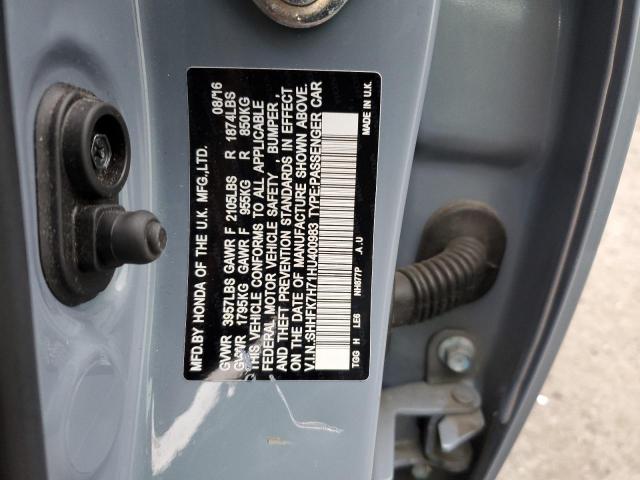 MFD.BY HONDA OF THE U.K. MFG.,LTD. 08/16
GVWR 3957LBS GAWR F 2105LBS R 1874LBS
GVWR 1795KG GAWR F 955KG R 850KG
THIS VEHICLE CONFORMS TO ALL APPLICABLE
FEDERAL MOTOR VEHICLE SAFETY , BUMPER ,
AND THEFT PREVENTION STANDARDS IN EFFECT
ON THE DATE OF MANUFACTURE SHOWN ABOVE.
V.I.N.:SHHFK7H71HU400983 TYPE:PASSENGER CAR
TGG H LE6 NH877P .A .U MADE IN U.K.